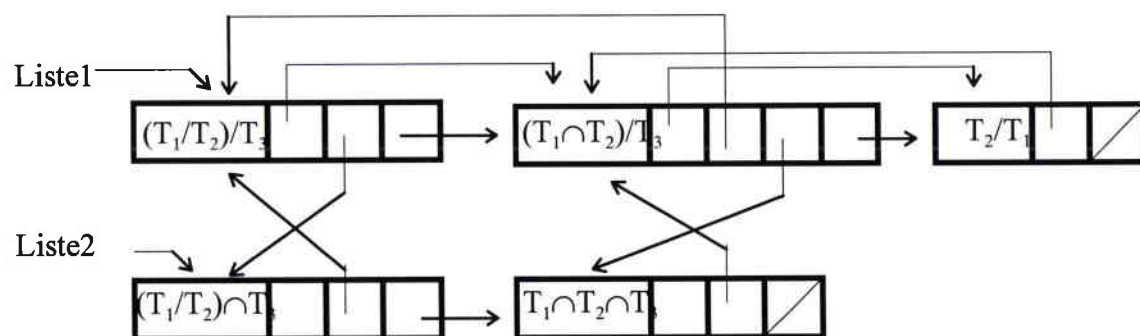 Liste1
(T₁/T₂)/T₃ (T₁∩T₂)/T₃ T₂/T₁
Liste2
(T₁/T₂)∩T₃ T₁∩T₂∩T₃